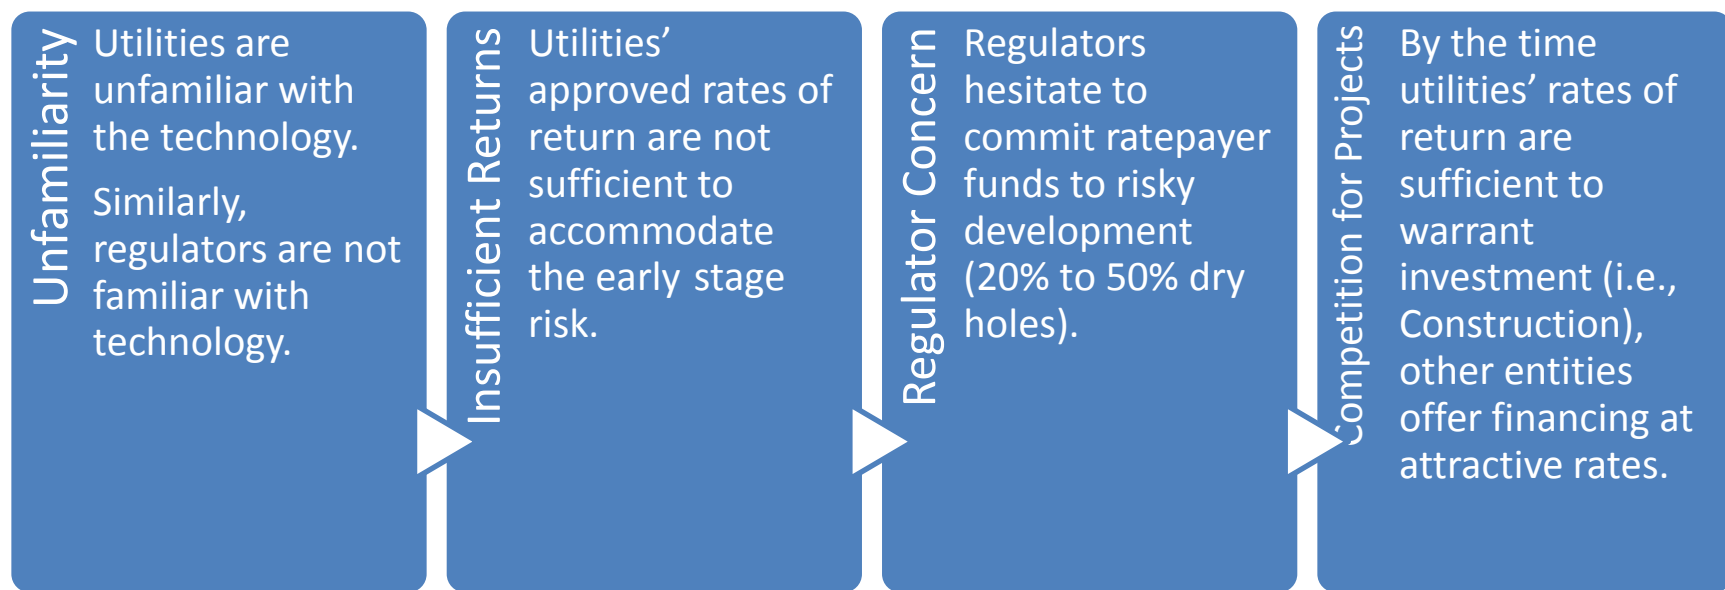 Unfamiliarity
Utilities are
unfamiliar with
the technology.
Similarly,
regulators are not
familiar with
technology.
Insufficient Returns
Utilities’
approved rates of
return are not
sufficient to
accommodate
the early stage
risk.
Regulator Concern
Regulators
hesitate to
commit ratepayer
funds to risky
development
(20% to 50% dry
holes).
Competition for Projects
By the time
utilities’ rates of
return are
sufficient to
warrant
investment (i.e.,
Construction),
other entities
offer financing at
attractive rates.